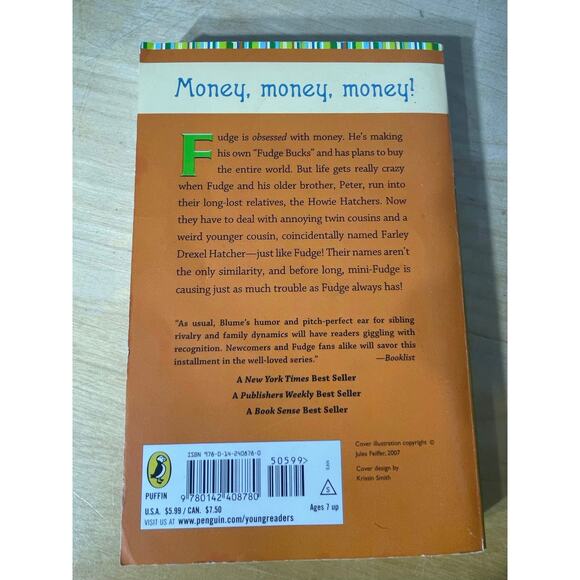 Money, money, money!
Fudge is obsessed with money. He's making
his own "Fudge Bucks" and has plans to buy
the entire world. But life gets really crazy
when Fudge and his older brother, Peter, run into
their long-lost relatives, the Howie Hatchers. Now
they have to deal with annoying twin cousins and a
weird younger cousin, coincidentally named Farley
Drexel Hatcher—just like Fudge! Their names aren't
the only similarity, and before long, mini-Fudge is
causing just as much trouble as Fudge always has!
"As usual, Blume's humor and pitch-perfect ear for sibling
rivalry and family dynamics will have readers giggling with
recognition. Newcomers and Fudge fans alike will savor this
installment in the well-loved series." —Booklist
A New York Times Best Seller
A Publishers Weekly Best Seller
A Book Sense Best Seller
Cover illustration copyright ©
Jules Feiffer, 2007
Cover design by
Kristin Smith
ISBN 978-0-14-240878-0
50599>
EAN
S
PUFFIN
9 780142 408780
Ages 7 up
U.S.A. $5.99 / CAN. $7.50
VISIT US AT www.penguin.com/youngreaders